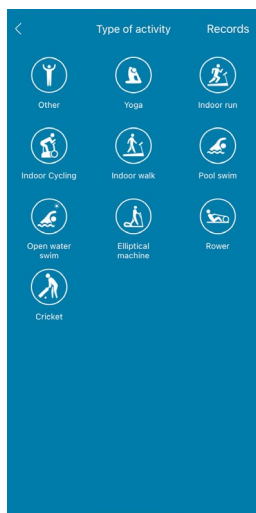 Type of activity Records
Other Yoga Indoor run
Indoor Cycling Indoor walk Pool swim
Open water Elliptical Rower
swim machine
Cricket